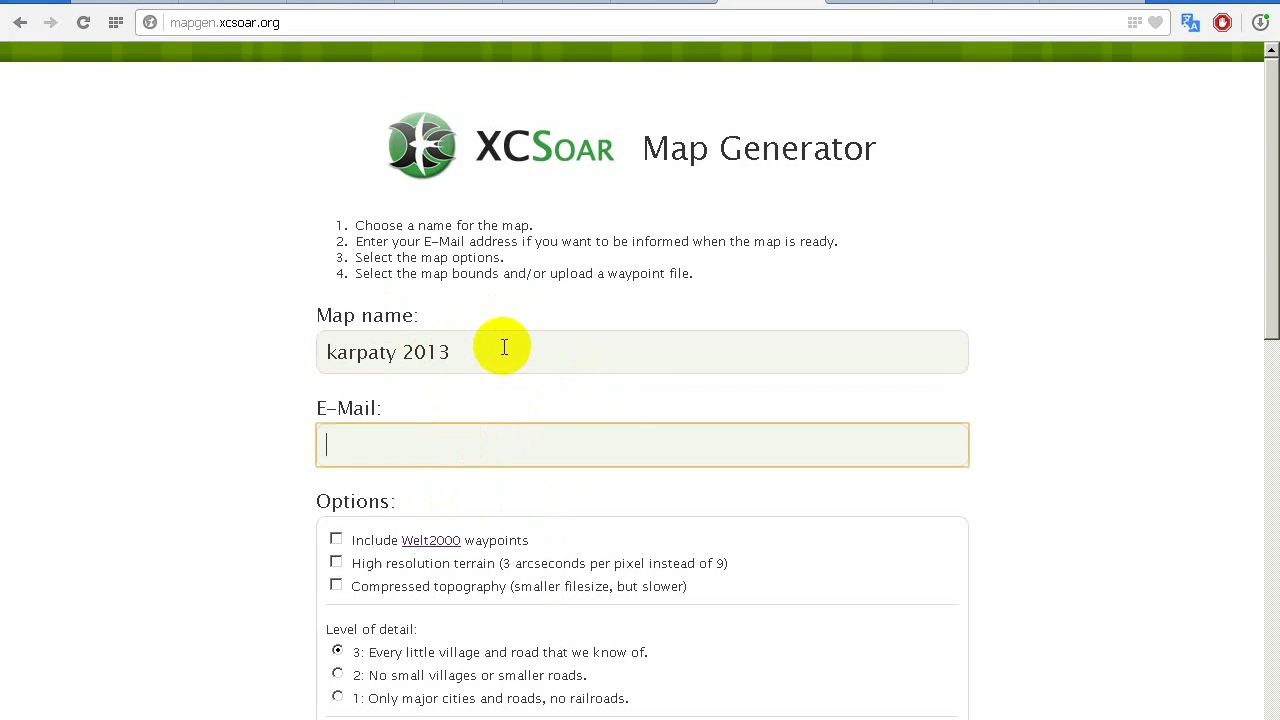 mapgen.xcsoar.org
XCSOAR Map Generator
1. Choose a name for the map.
2. Enter your E-Mail address if you want to be informed when the map is ready.
3. Select the map options.
4. Select the map bounds and/or upload a waypoint file.
Map name:
karpaty 2013
E-Mail:
Options:
Include Welt2000 waypoints
High resolution terrain (3 arcseconds per pixel instead of 9)
Compressed topography (smaller filesize, but slower)
Level of detail:
3: Every little village and road that we know of.
2: No small villages or smaller roads.
1: Only major cities and roads, no railroads.